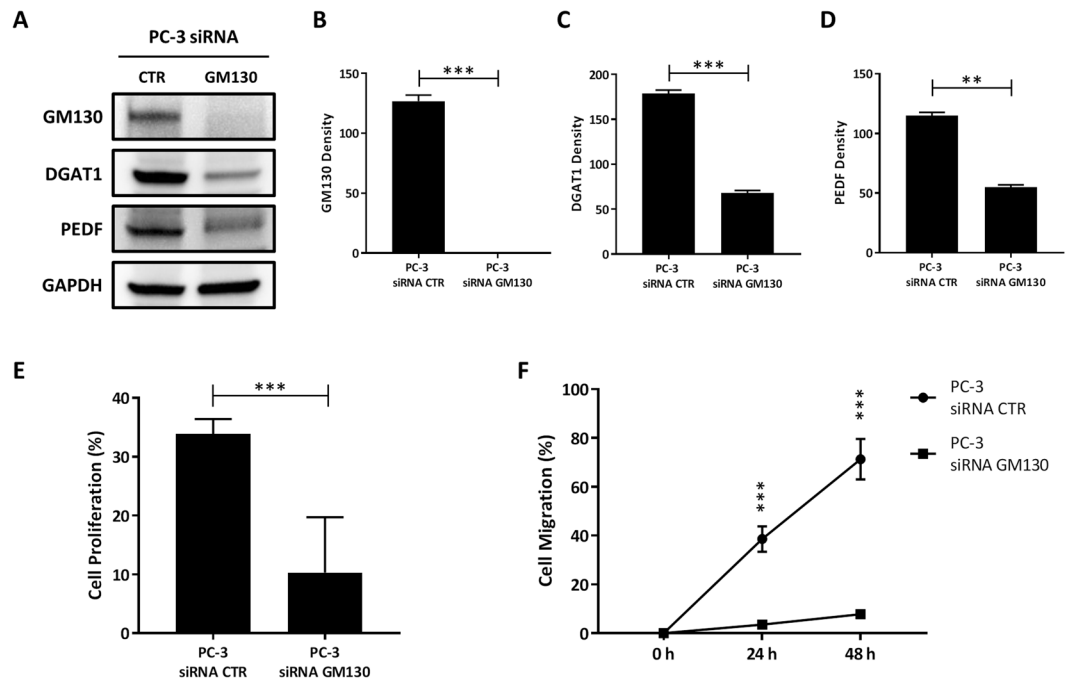 A
PC-3 siRNA
CTR GM130
GM130
DGAT1
PEDF
GAPDH
B
GM130 Density
150
100
50
0
***
PC-3
siRNA CTR
PC-3
siRNA GM130
C
DGAT1 Density
200
150
100
50
0
***
PC-3
siRNA CTR
PC-3
siRNA GM130
D
PEDF Density
150
100
50
0
**
PC-3
siRNA CTR
PC-3
siRNA GM130
E
Cell Proliferation (%)
40
30
20
10
0
***
PC-3
siRNA CTR
PC-3
siRNA GM130
F
Cell Migration (%)
100
80
60
40
20
0
***
***
0 h
24 h
48 h
PC-3
siRNA CTR
PC-3
siRNA GM130